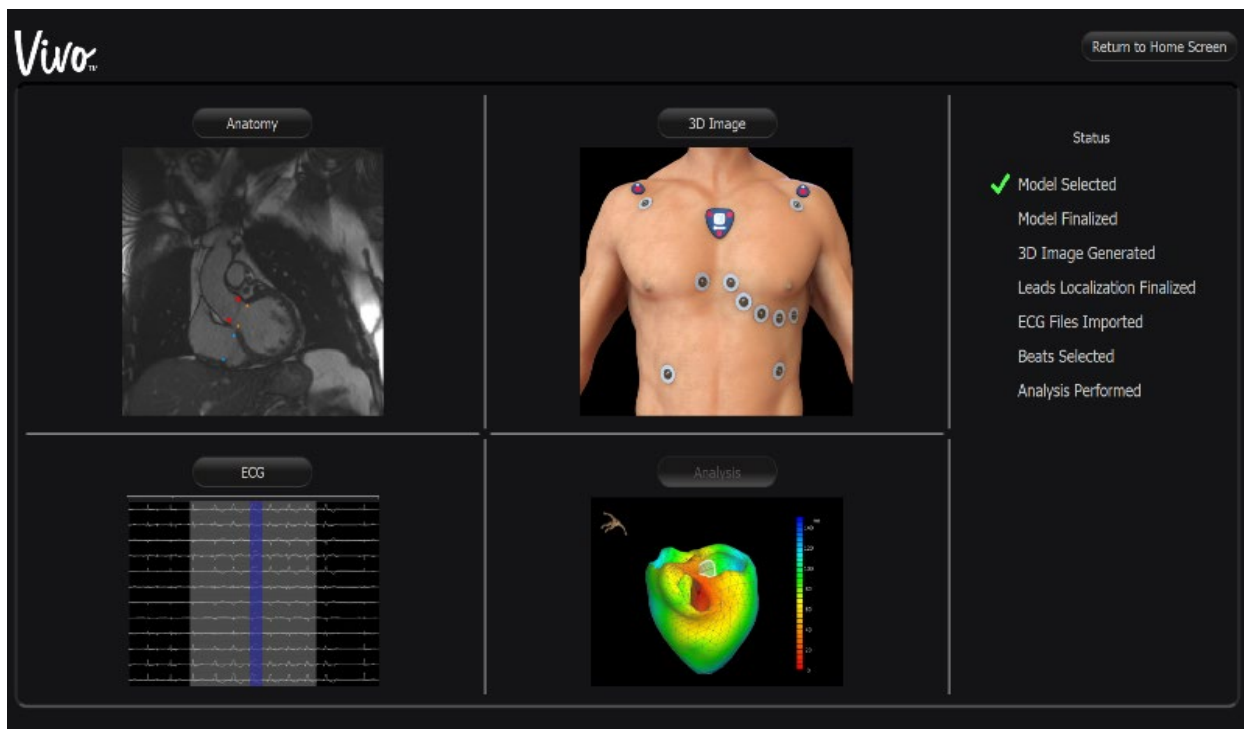 Vivo™
Return to Home Screen
Anatomy
3D Image
Status
Model Selected
Model Finalized
3D Image Generated
Leads Localization Finalized
ECG Files Imported
Beats Selected
Analysis Performed
ECG
Analysis